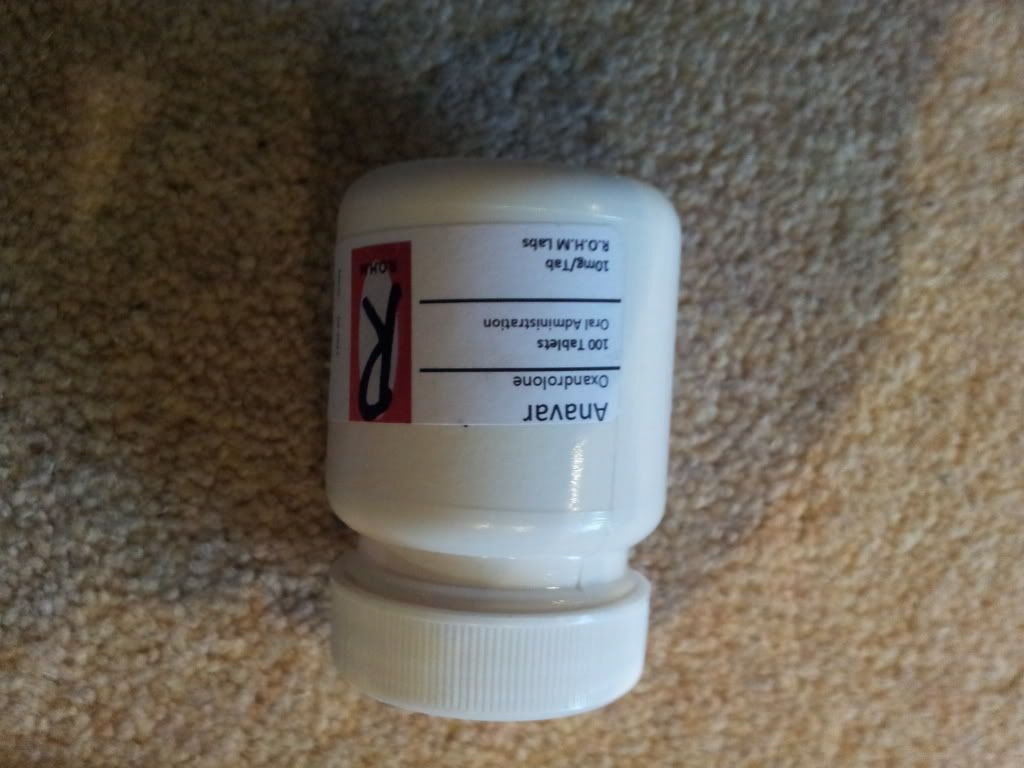 Anavar
Oxandrolone
100 Tablets
Oral Administration
10mg/Tab
R.O.H.M Labs
R
R.O.H.M